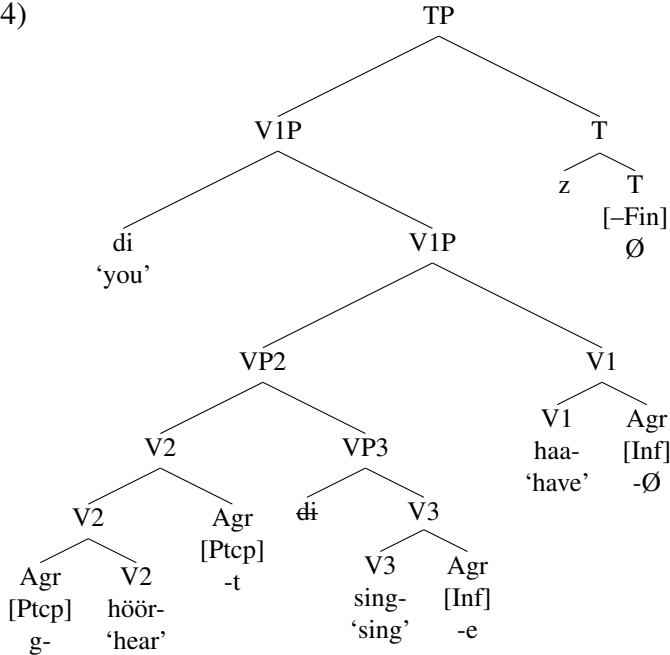 4)
TP
V1P T
z T
[–Fin]
Ø
di
‘you’
V1P
VP2 V1
V1 Agr
haa- [Inf]
‘have’ -Ø
V2 VP3
V2 Agr
[Ptcp]
-t
di V3
Agr V2
[Ptcp] höör-
g- ‘hear’
V3 Agr
sing- [Inf]
‘sing’ -e